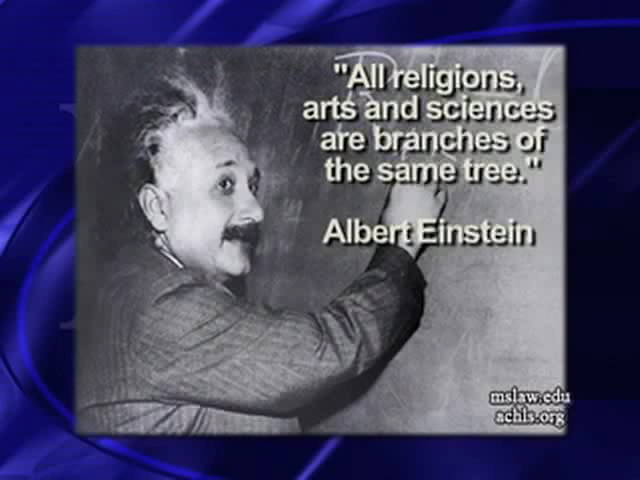 "All religions,
arts and sciences
are branches of
the same tree."
Albert Einstein
mslaw.edu
achls.org